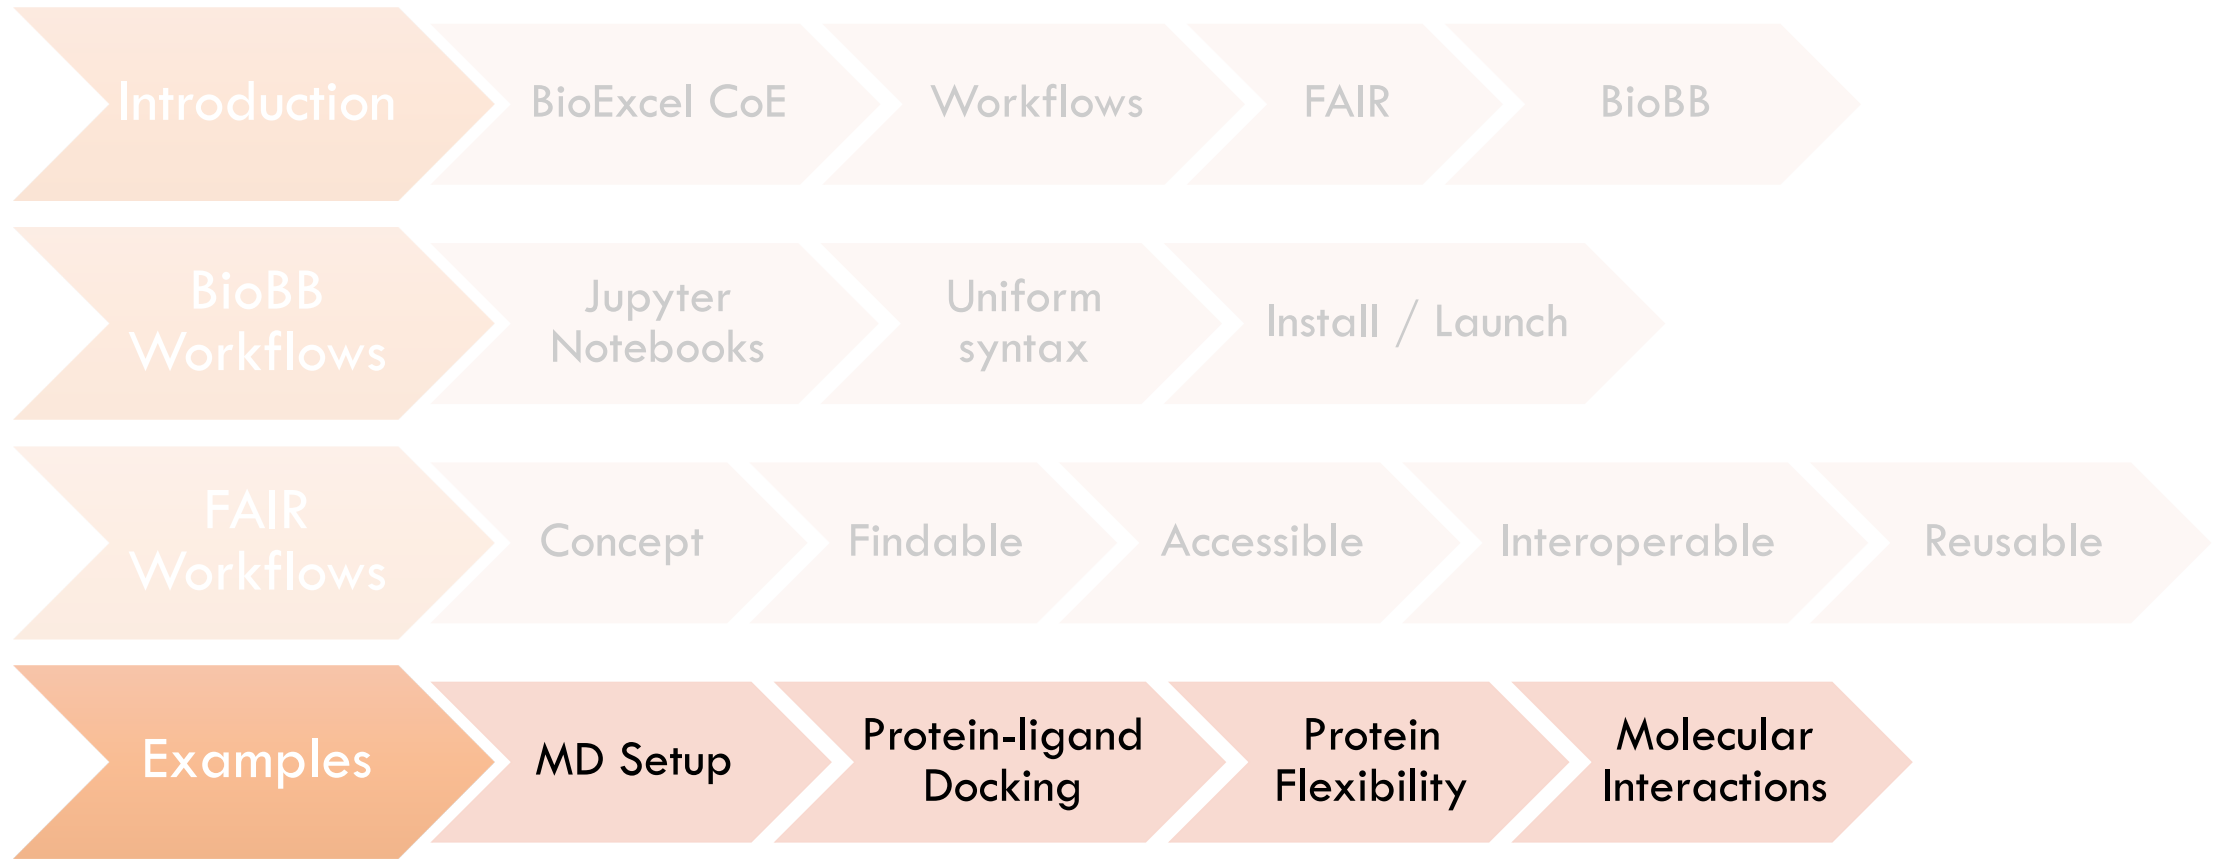 Introduction
BioExcel CoE
Workflows
FAIR
BioBB
BioBB
Workflows
Jupyter
Notebooks
Uniform
syntax
Install / Launch
FAIR
Workflows
Concept
Findable
Accessible
Interoperable
Reusable
Examples
MD Setup
Protein-ligand
Docking
Protein
Flexibility
Molecular
Interactions